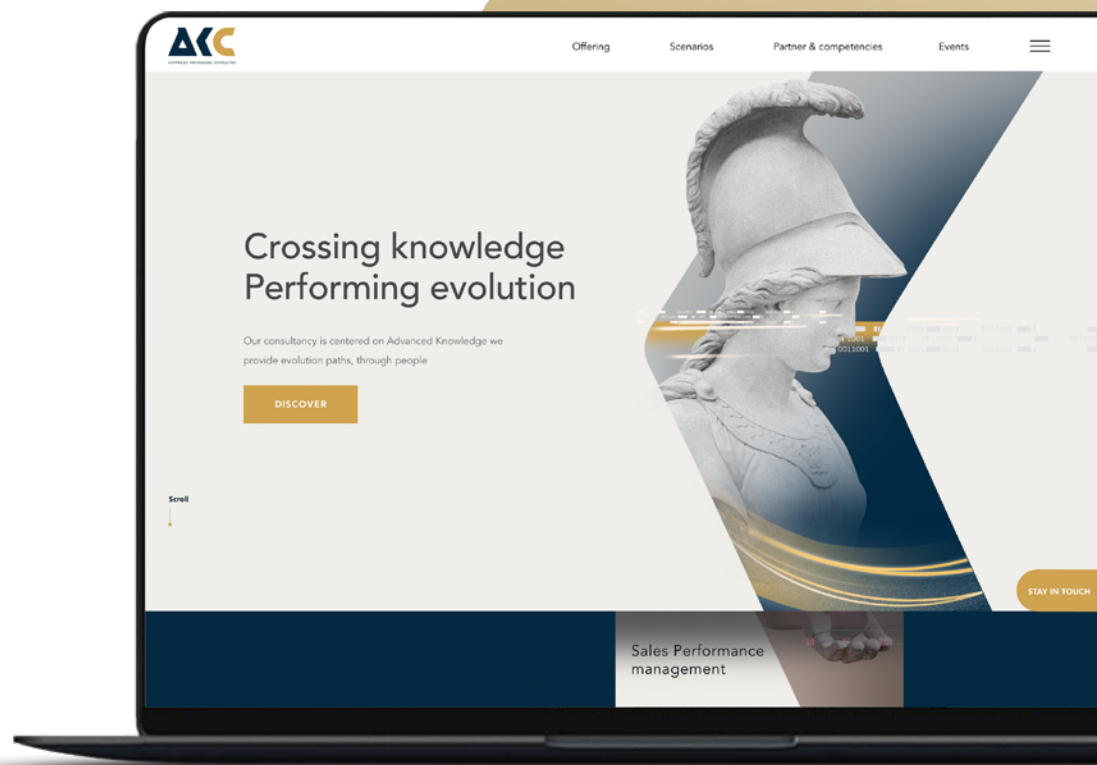 AKC
Offering
Scenarios
Partner & competencies
Events
Crossing knowledge
Performing evolution
Our consultancy is centered on Advanced Knowledge we
provide evolution paths, through people
DISCOVER
Scroll
0011001
STAY IN TOUCH
Sales Performance
management